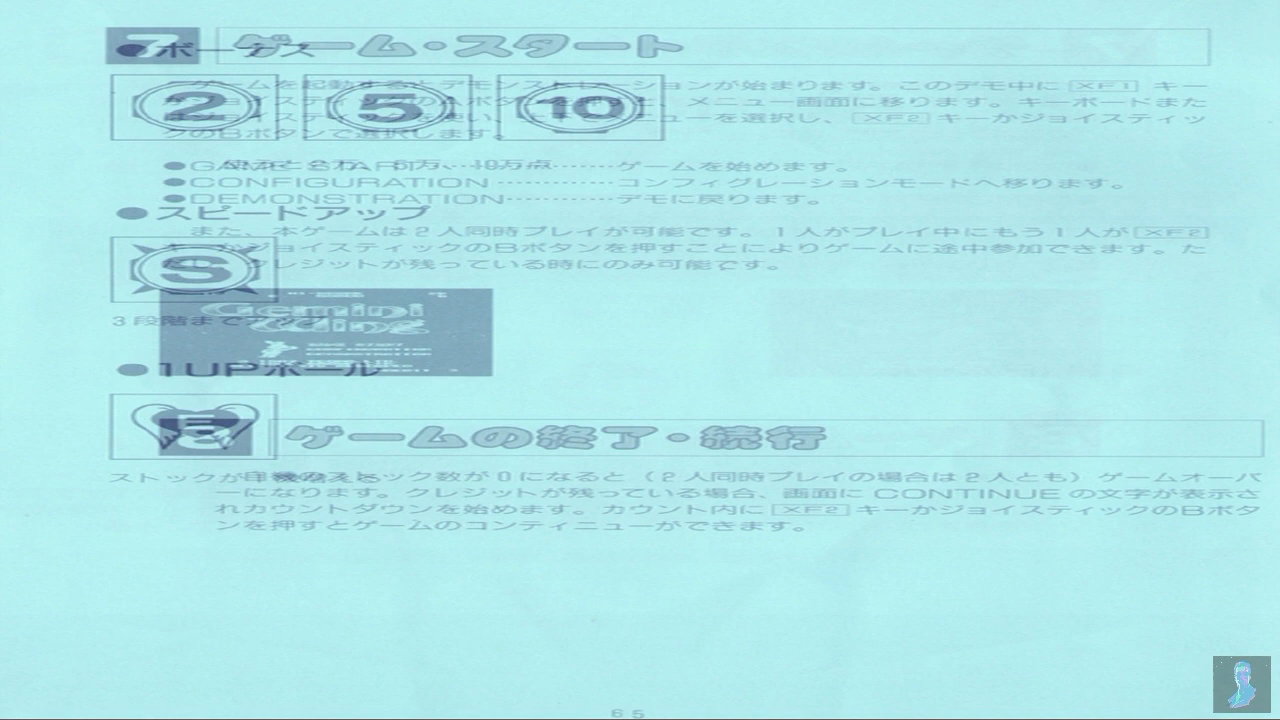 7 ゲーム・スタート
●ボーナス
ゲームを起動するとデモンストレーションが始まります。このデモ中に XF1 キー
メニュー画面に移ります。キーボードまた
2 5 10
ューを選択し、 XF2 キーかジョイスティッ
クのBボタンで選択します。
●GAME START ゲームを始めます。
10万点
●CONFIGURATION コンフィグレーションモードへ移ります。
●DEMONSTRATION デモに戻ります。
●スピードアップ
また、本ゲームは2人同時プレイが可能です。1人がプレイ中にもう1人が XF2
ジョイスティックのBボタンを押すことによりゲームに途中参加できます。た
クレジットが残っている時にのみ可能です。
S
Gemini Wing
3段階までアップ
●1UPボール
ゲームの終了・続行
ストックが
ストック数が0になると（2人同時プレイの場合は2人とも）ゲームオーバ
ーになります。クレジットが残っている場合、画面に CONTINUE の文字が表示さ
れカウントダウンを始めます。カウント内に XF2 キーかジョイスティックのBボタ
ンを押すとゲームのコンティニューができます。
65